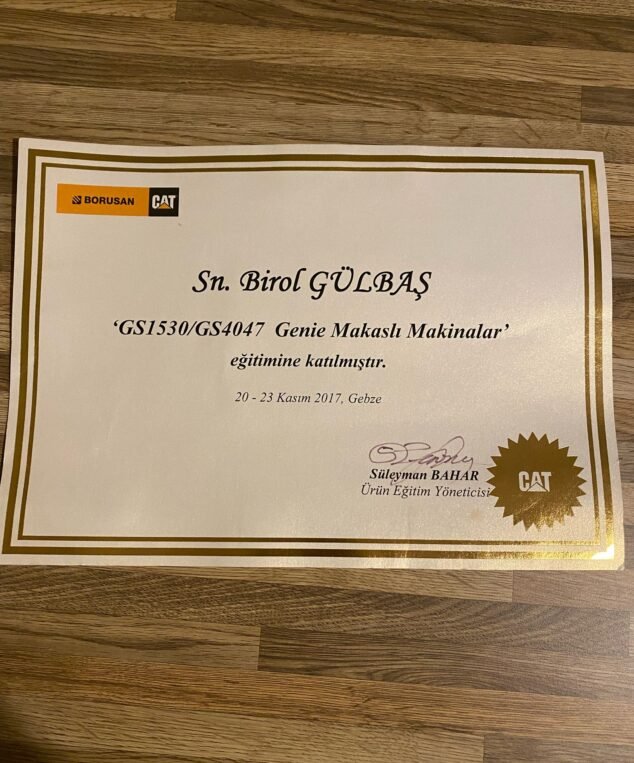 BORUSAN CAT
Sn. Birol GÜLBAŞ
‘GS1530/GS4047 Genie Makaslı Makinalar’
eğitimine katılmıştır.
20 - 23 Kasım 2017, Gebze
Süleyman BAHAR
Ürün Eğitim Yöneticisi
CAT